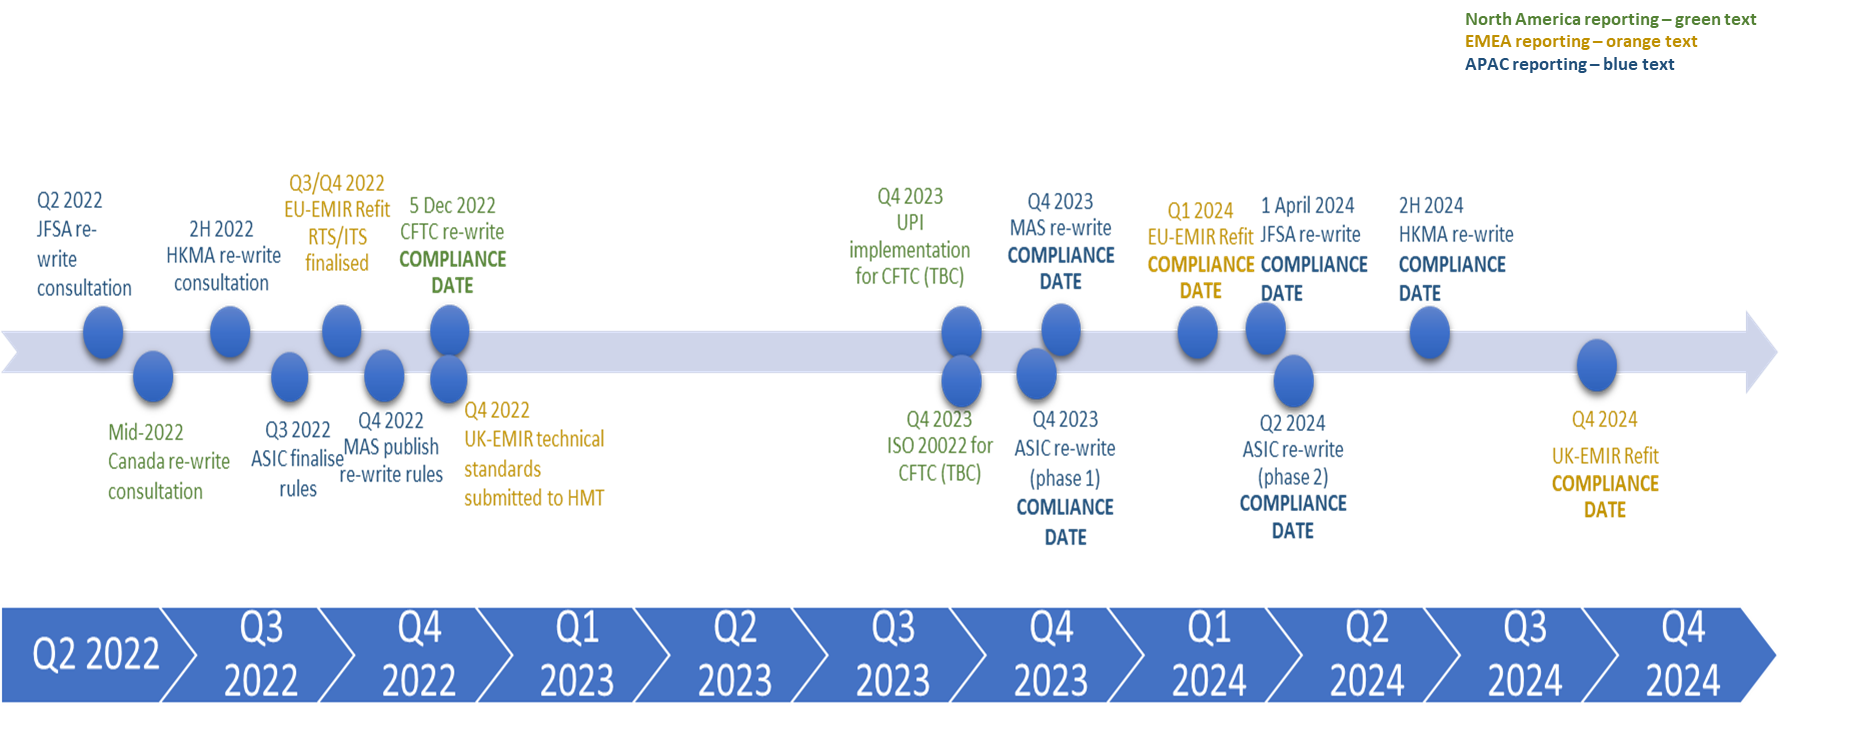 North America reporting – green text
EMEA reporting – orange text
APAC reporting – blue text
Q2 2022
JFSA re-
write
consultation
2H 2022
HKMA re-write
consultation
Q3/Q4 2022
EU-EMIR Refit
RTS/ITS
finalised
5 Dec 2022
CFTC re-write
COMPLIANCE
DATE
Q4 2023
UPI
implementation
for CFTC (TBC)
Q4 2023
MAS re-write
COMPLIANCE
DATE
Q1 2024
EU-EMIR Refit
COMPLIANCE
DATE
1 April 2024
JFSA re-write
COMPLIANCE
DATE
2H 2024
HKMA re-write
COMPLIANCE
DATE
Mid-2022
Canada re-write
consultation
Q3 2022
ASIC finalise
rules
Q4 2022
MAS publish
re-write rules
Q4 2022
UK-EMIR technical
standards
submitted to HMT
Q4 2023
ISO 20022 for
CFTC (TBC)
Q4 2023
ASIC re-write
(phase 1)
COMLIANCE
DATE
Q2 2024
ASIC re-write
(phase 2)
COMPLIANCE
DATE
Q4 2024
UK-EMIR Refit
COMPLIANCE
DATE
Q2 2022
Q3
2022
Q4
2022
Q1
2023
Q2
2023
Q3
2023
Q4
2023
Q1
2024
Q2
2024
Q3
2024
Q4
2024